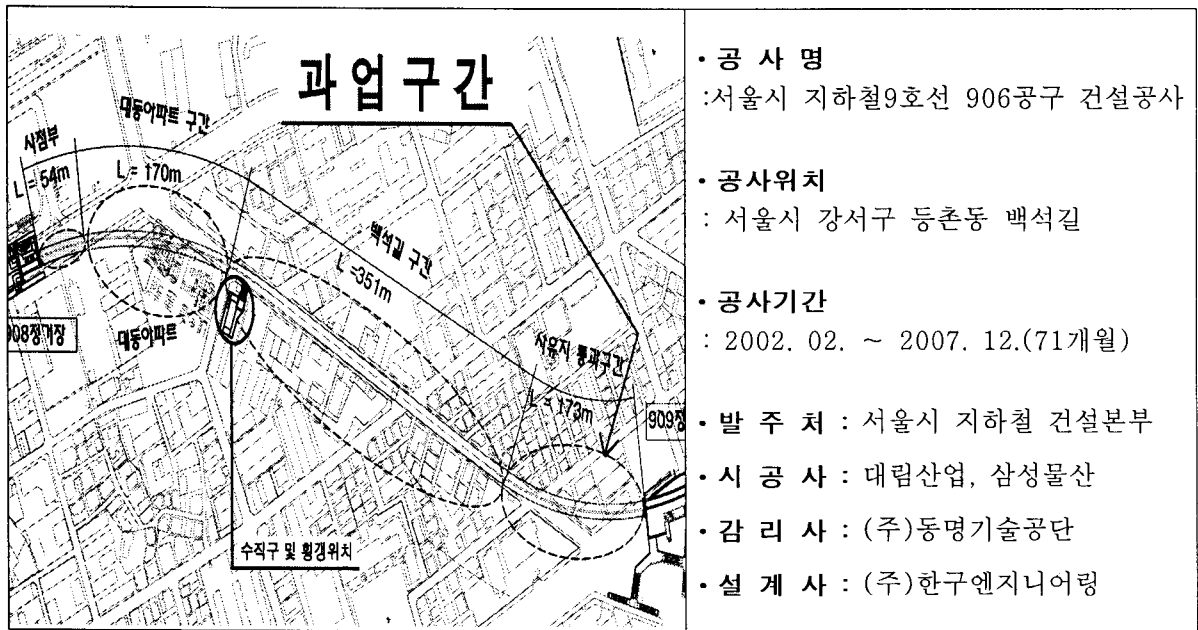 과업구간
대동아파트 구간
시점부
L = 54m
L = 170m
백석길 구간
L =351m
908정거장
대동아파트
사유지 통과구간
L = 173m
909정
수직구 및 횡갱위치
• 공 사 명
:서울시 지하철9호선 906공구 건설공사
• 공사위치
: 서울시 강서구 등촌동 백석길
• 공사기간
: 2002. 02. ~ 2007. 12.(71개월)
• 발 주 처 : 서울시 지하철 건설본부
• 시 공 사 : 대림산업, 삼성물산
• 감 리 사 : (주)동명기술공단
• 설 계 사 : (주)한구엔지니어링